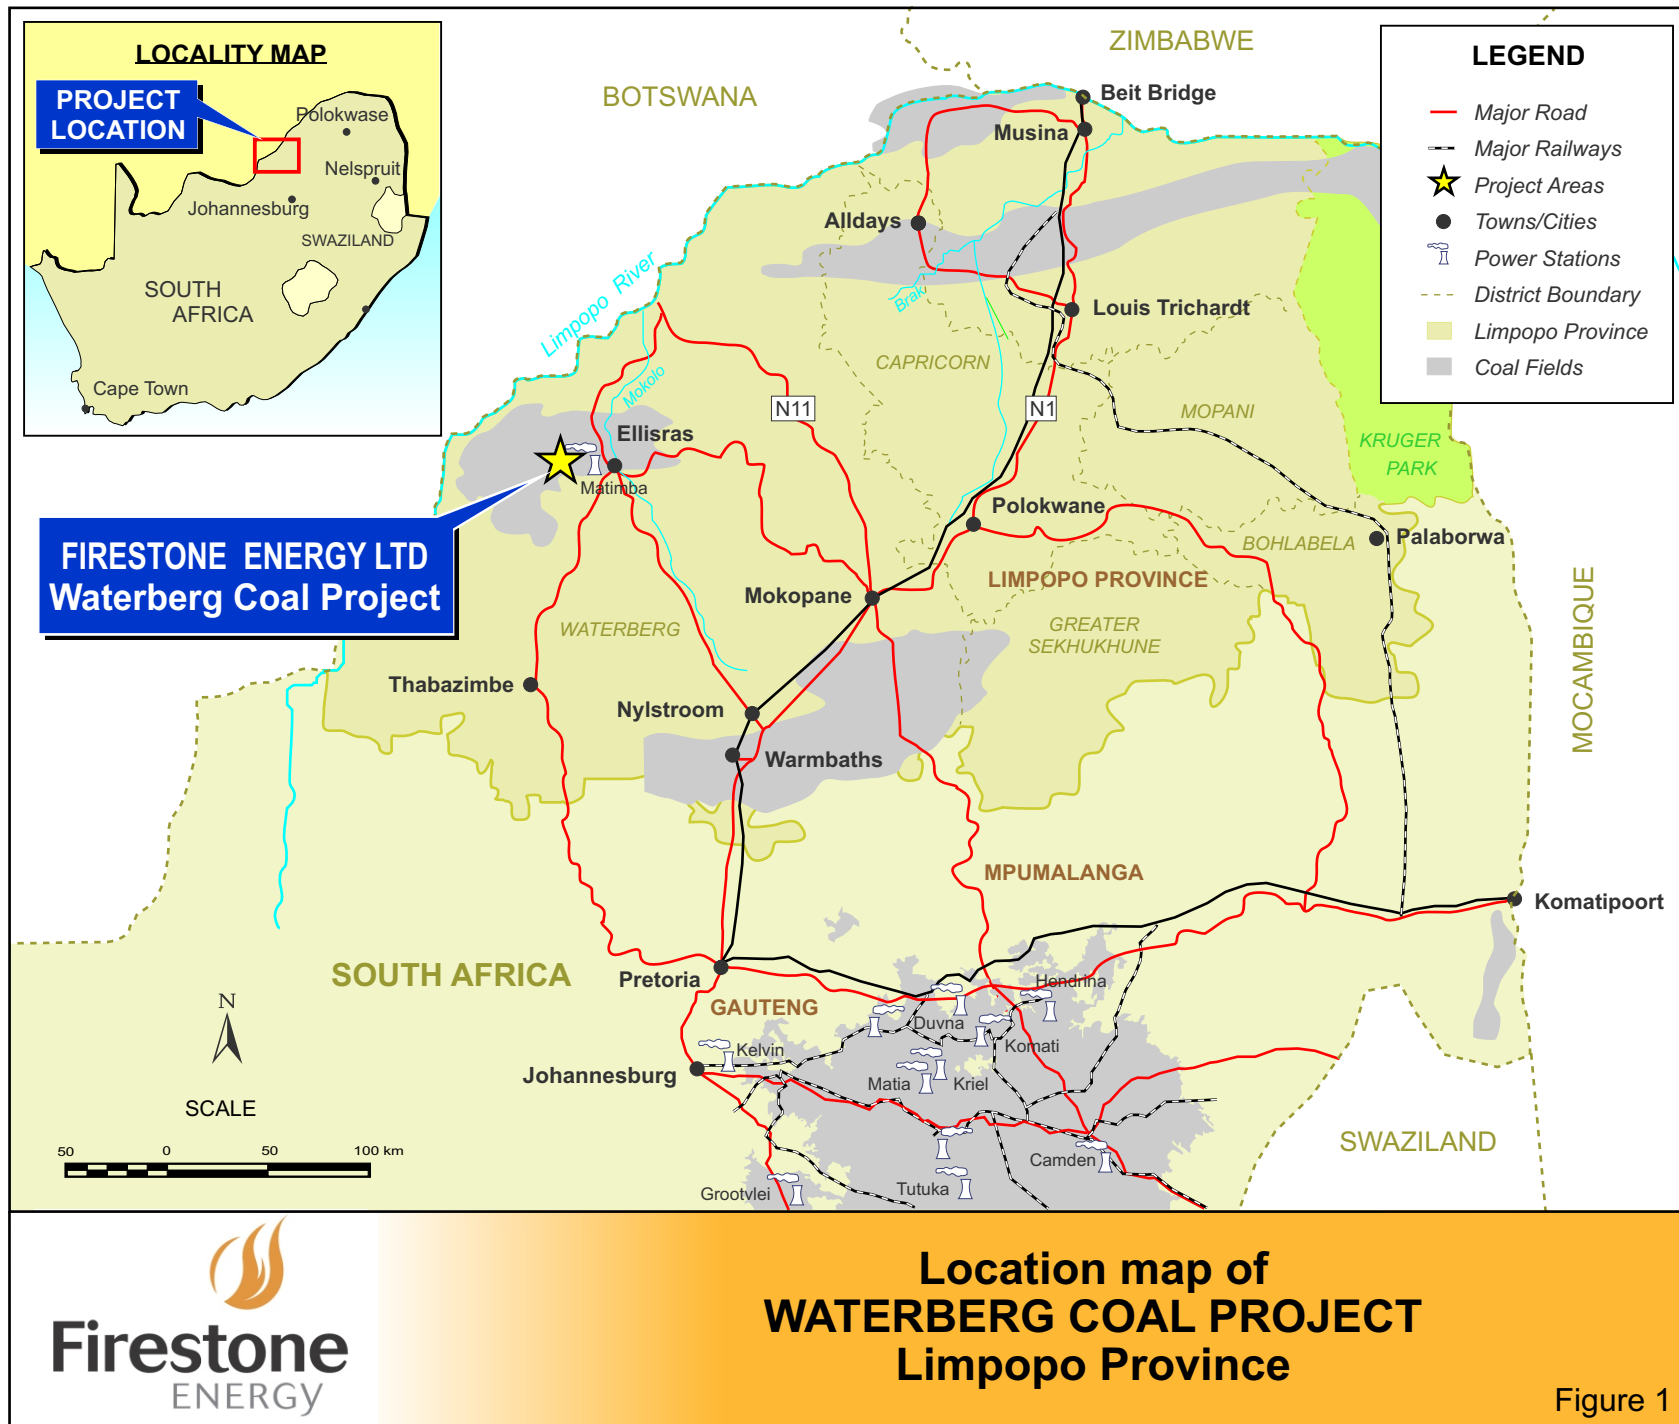 LOCALITY MAP
PROJECT
LOCATION
Polokwase
Nelspruit
Johannesburg
SWAZILAND
SOUTH
AFRICA
Cape Town
ZIMBABWE
BOTSWANA
LEGEND
Major Road
Major Railways
Project Areas
Towns/Cities
Power Stations
District Boundary
Limpopo Province
Coal Fields
Beit Bridge
Musina
Alldays
Limpopo River
Brak
Louis Trichardt
CAPRICORN
Mokolo
N11
N1
MOPANI
KRUGER
PARK
Ellisras
Matimba
Polokwane
BOHLABELA
Palaborwa
FIRESTONE ENERGY LTD
Waterberg Coal Project
LIMPOPO PROVINCE
Mokopane
WATERBERG
GREATER
SEKHUKHUNE
MOCAMBIQUE
Thabazimbe
Nylstroom
Warmbaths
MPUMALANGA
Komatipoort
SOUTH AFRICA
Pretoria
Hendrina
GAUTENG
Duvna
Komati
Kelvin
Johannesburg
Matia
Kriel
N
SCALE
50 0 50 100 km
SWAZILAND
Camden
Grootvlei
Tutuka
Firestone
ENERGY
Location map of
WATERBERG COAL PROJECT
Limpopo Province
Figure 1